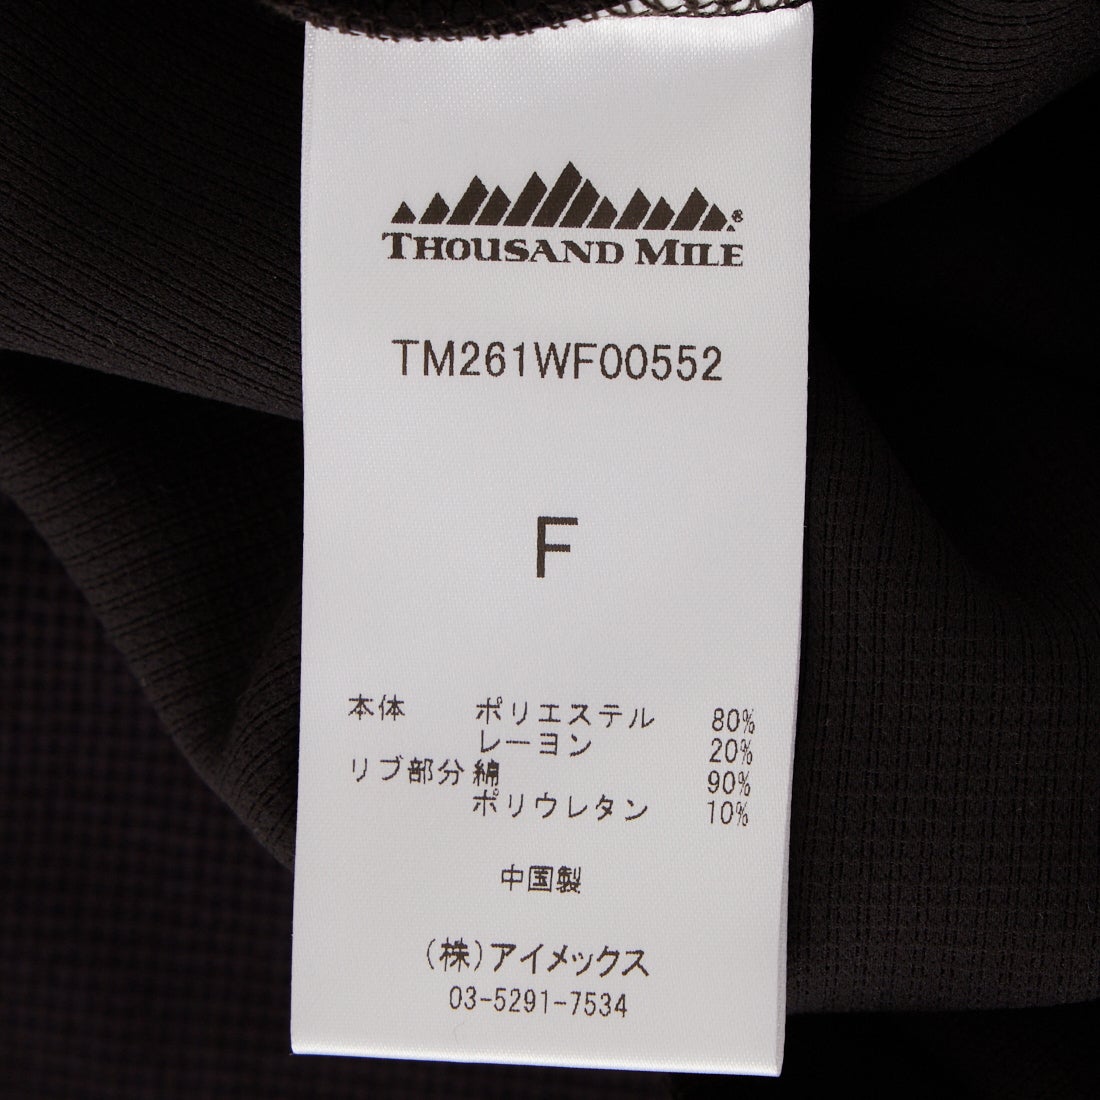 THOUSAND MILE®
TM261WF00552
F
本体 ポリエステル 80%
レーヨン 20%
リブ部分 綿 90%
ポリウレタン 10%
中国製
(株)アイメックス
03-5291-7534